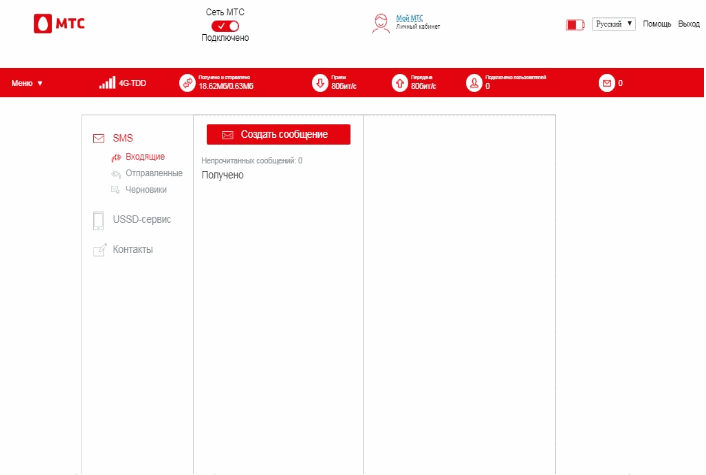 МТС
Сеть МТС
Подключено
Мой МТС
Личный кабинет
Русский
Помощь
Выход
Меню
4G-TDD
Получено и отправлено
18.62Мб/0.63Мб
Прием
80бит/с
Передача
80бит/с
Подключено пользователей
0
0
SMS
Входящие
Отправленные
Черновики
USSD-сервис
Контакты
Создать сообщение
Непрочитанных сообщений: 0
Получено